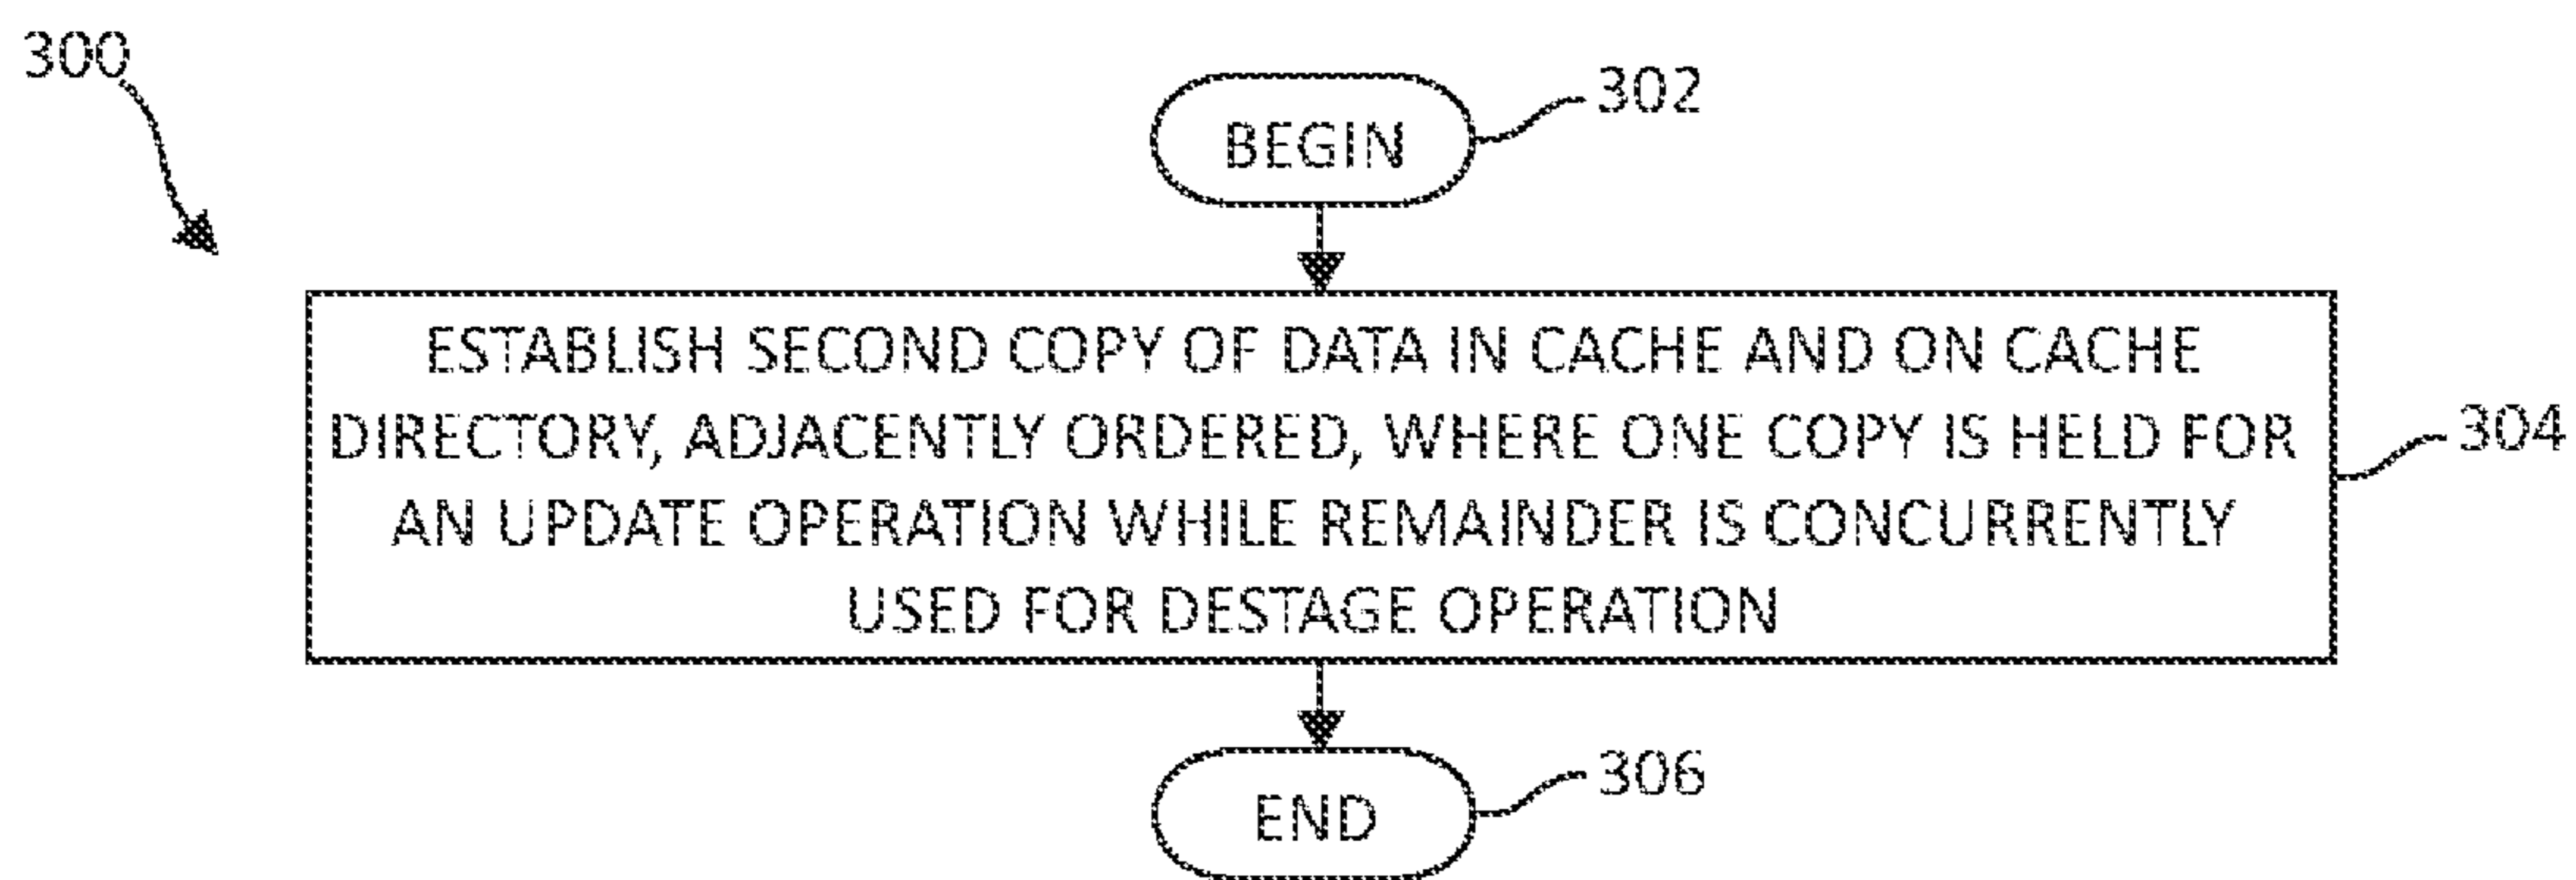 300
302
BEGIN
ESTABLISH SECOND COPY OF DATA IN CACHE AND ON CACHE
DIRECTORY, ADJACENTLY ORDERED, WHERE ONE COPY IS HELD FOR
AN UPDATE OPERATION WHILE REMAINDER IS CONCURRENTLY
USED FOR DESTAGE OPERATION
304
306
END